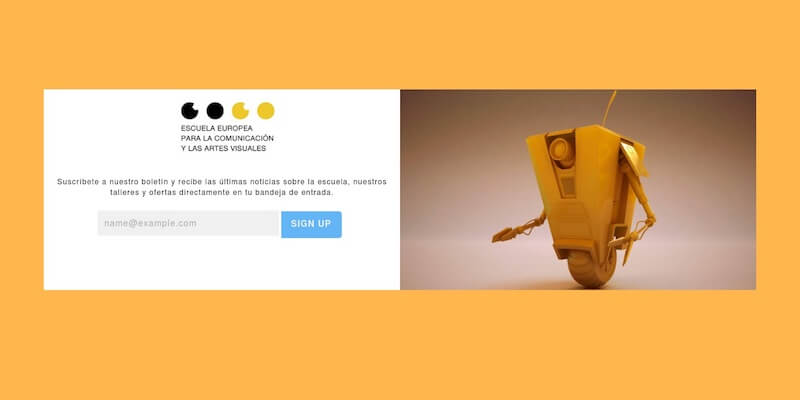 ESCUELA EUROPEA
PARA LA COMUNICACIÓN
Y LAS ARTES VISUALES
Suscríbete a nuestro boletín y recibe las últimas noticias sobre la escuela, nuestros
talleres y ofertas directamente en tu bandeja de entrada.
name@example.com
SIGN UP